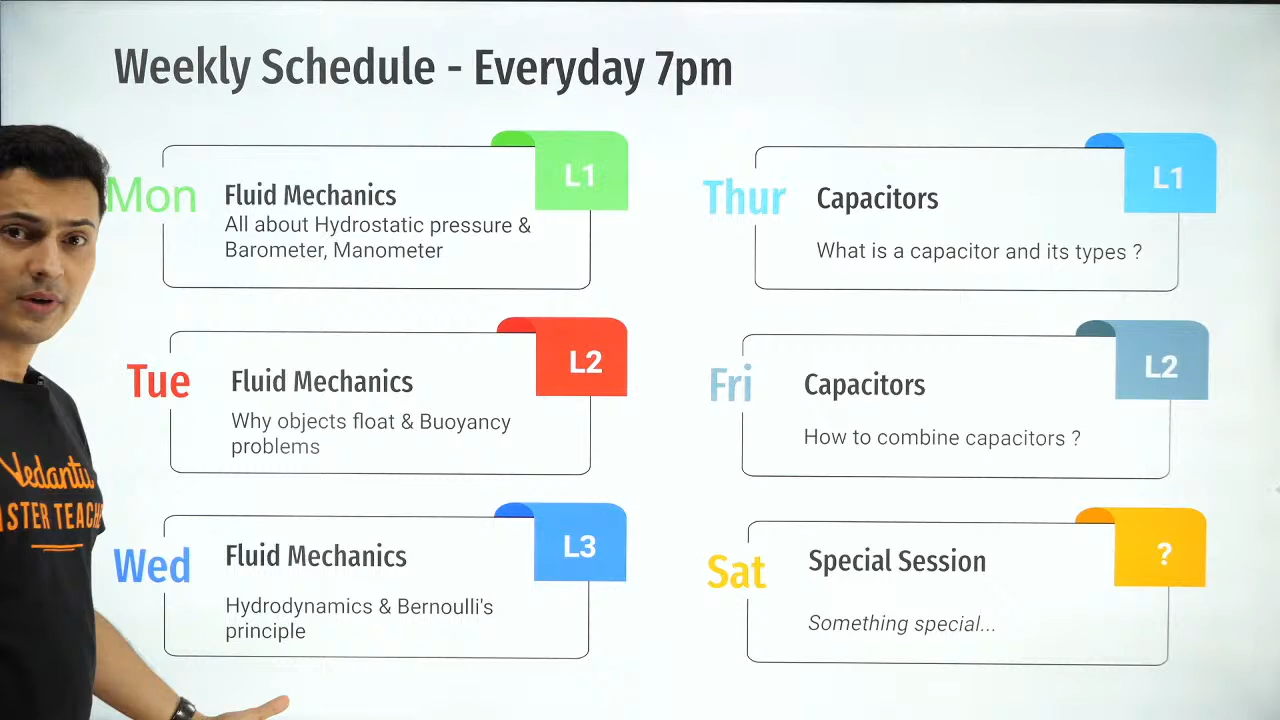 Weekly Schedule - Everyday 7pm
Mon
Fluid Mechanics
All about Hydrostatic pressure &
Barometer, Manometer
L1
Tue
Fluid Mechanics
Why objects float & Buoyancy
problems
L2
Wed
Fluid Mechanics
Hydrodynamics & Bernoulli's
principle
L3
Thur
Capacitors
What is a capacitor and its types ?
L1
Fri
Capacitors
How to combine capacitors ?
L2
Sat
Special Session
Something special...
?
Vedantu